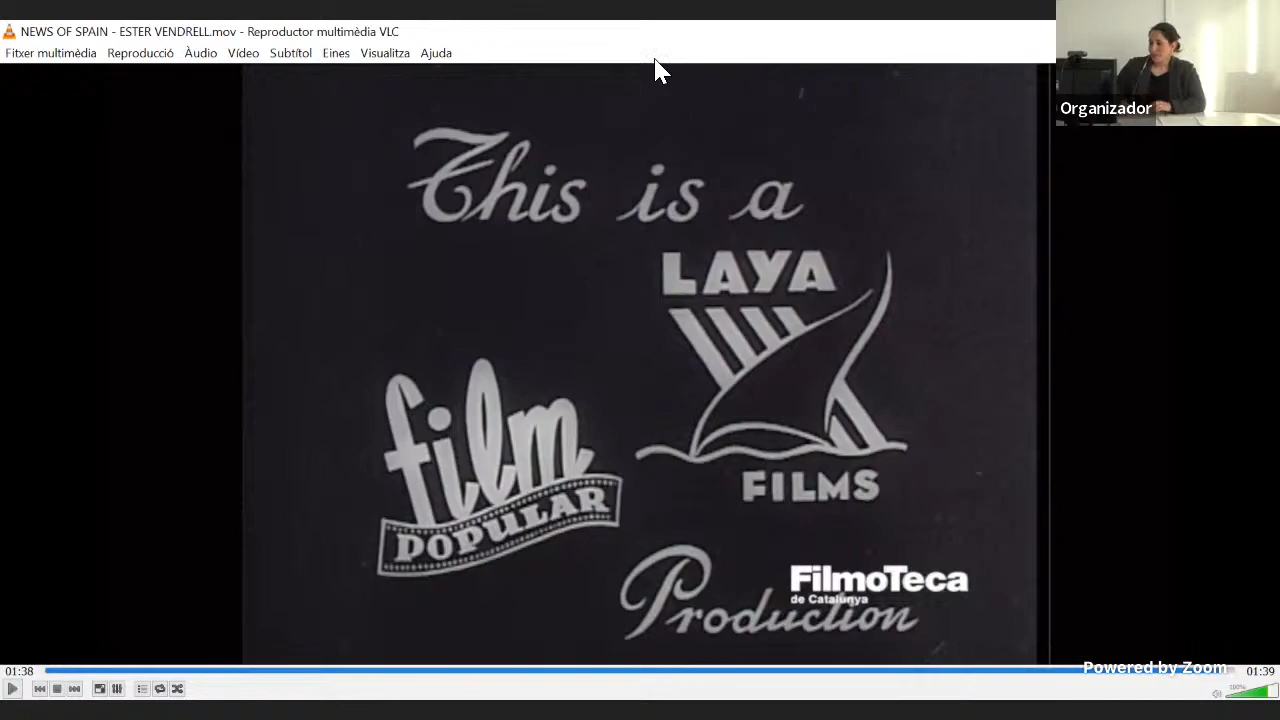 NEWS OF SPAIN - ESTER VENDRELL.mov - Reproductor multimèdia VLC
Fitxer multimèdia Reproducció Àudio Vídeo Subtítol Eines Visualitza Ajuda
Organizador
This is a
LAYA
FILMS
film
POPULAR
Production
FilmoTeca
de Catalunya
Powered by Zoom
01:38
01:39
100%